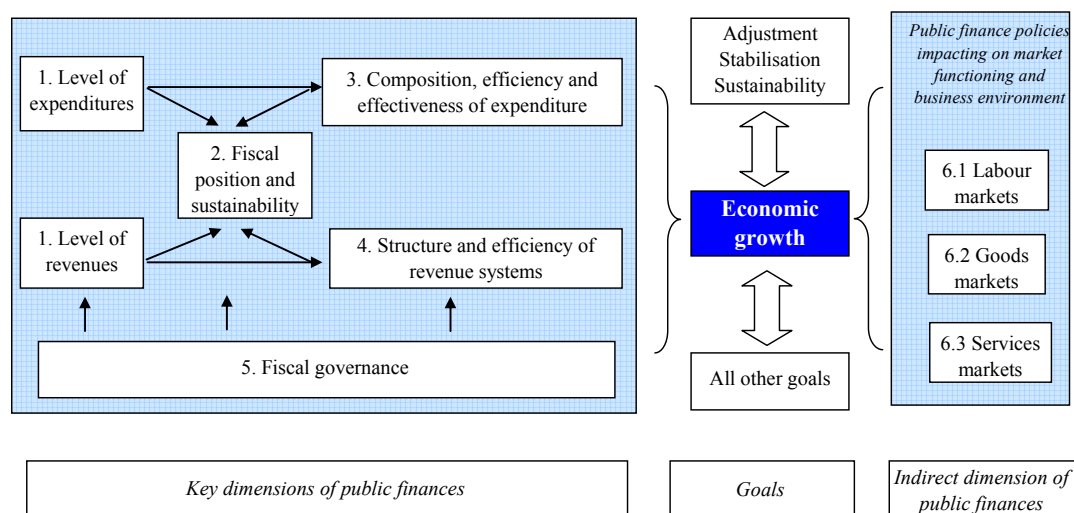 1. Level of
expenditures
3. Composition, efficiency and
effectiveness of expenditure
2. Fiscal
position and
sustainability
1. Level of
revenues
4. Structure and efficiency of
revenue systems
5. Fiscal governance
Key dimensions of public finances
Adjustment
Stabilisation
Sustainability
Economic
growth
All other goals
Goals
Public finance policies
impacting on market
functioning and
business environment
6.1 Labour
markets
6.2 Goods
markets
6.3 Services
markets
Indirect dimension of
public finances